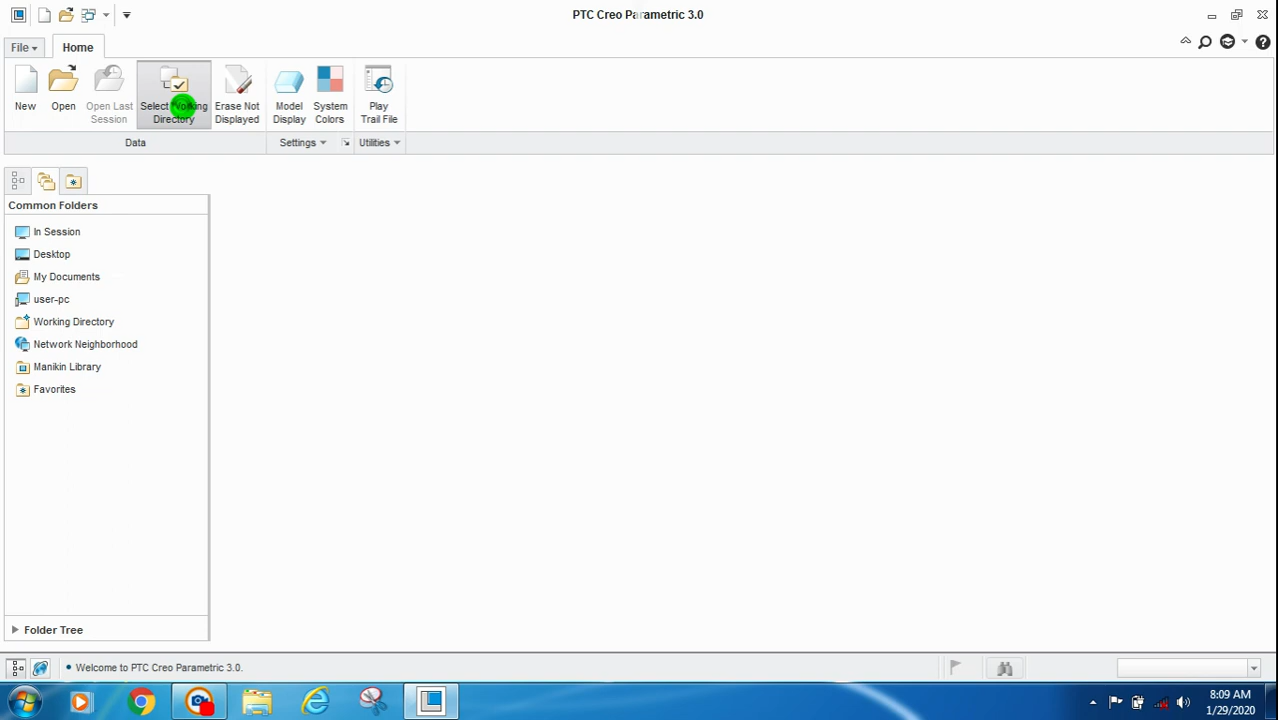 PTC Creo Parametric 3.0
File
Home
New
Open
Open Last
Session
Select Working
Directory
Erase Not
Displayed
Model
Display
System
Colors
Play
Trail File
Data
Settings
Utilities
Common Folders
In Session
Desktop
My Documents
user-pc
Working Directory
Network Neighborhood
Manikin Library
Favorites
Folder Tree
• Welcome to PTC Creo Parametric 3.0.
8:09 AM
1/29/2020